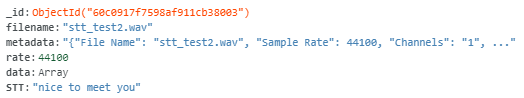 _id: ObjectId("60c0917f7598af911cb38003")
filename: "stt_test2.wav"
metadata: "{"File Name": "stt_test2.wav", "Sample Rate": 44100, "Channels": "1", ..."
rate: 44100
data: Array
STT: "nice to meet you"